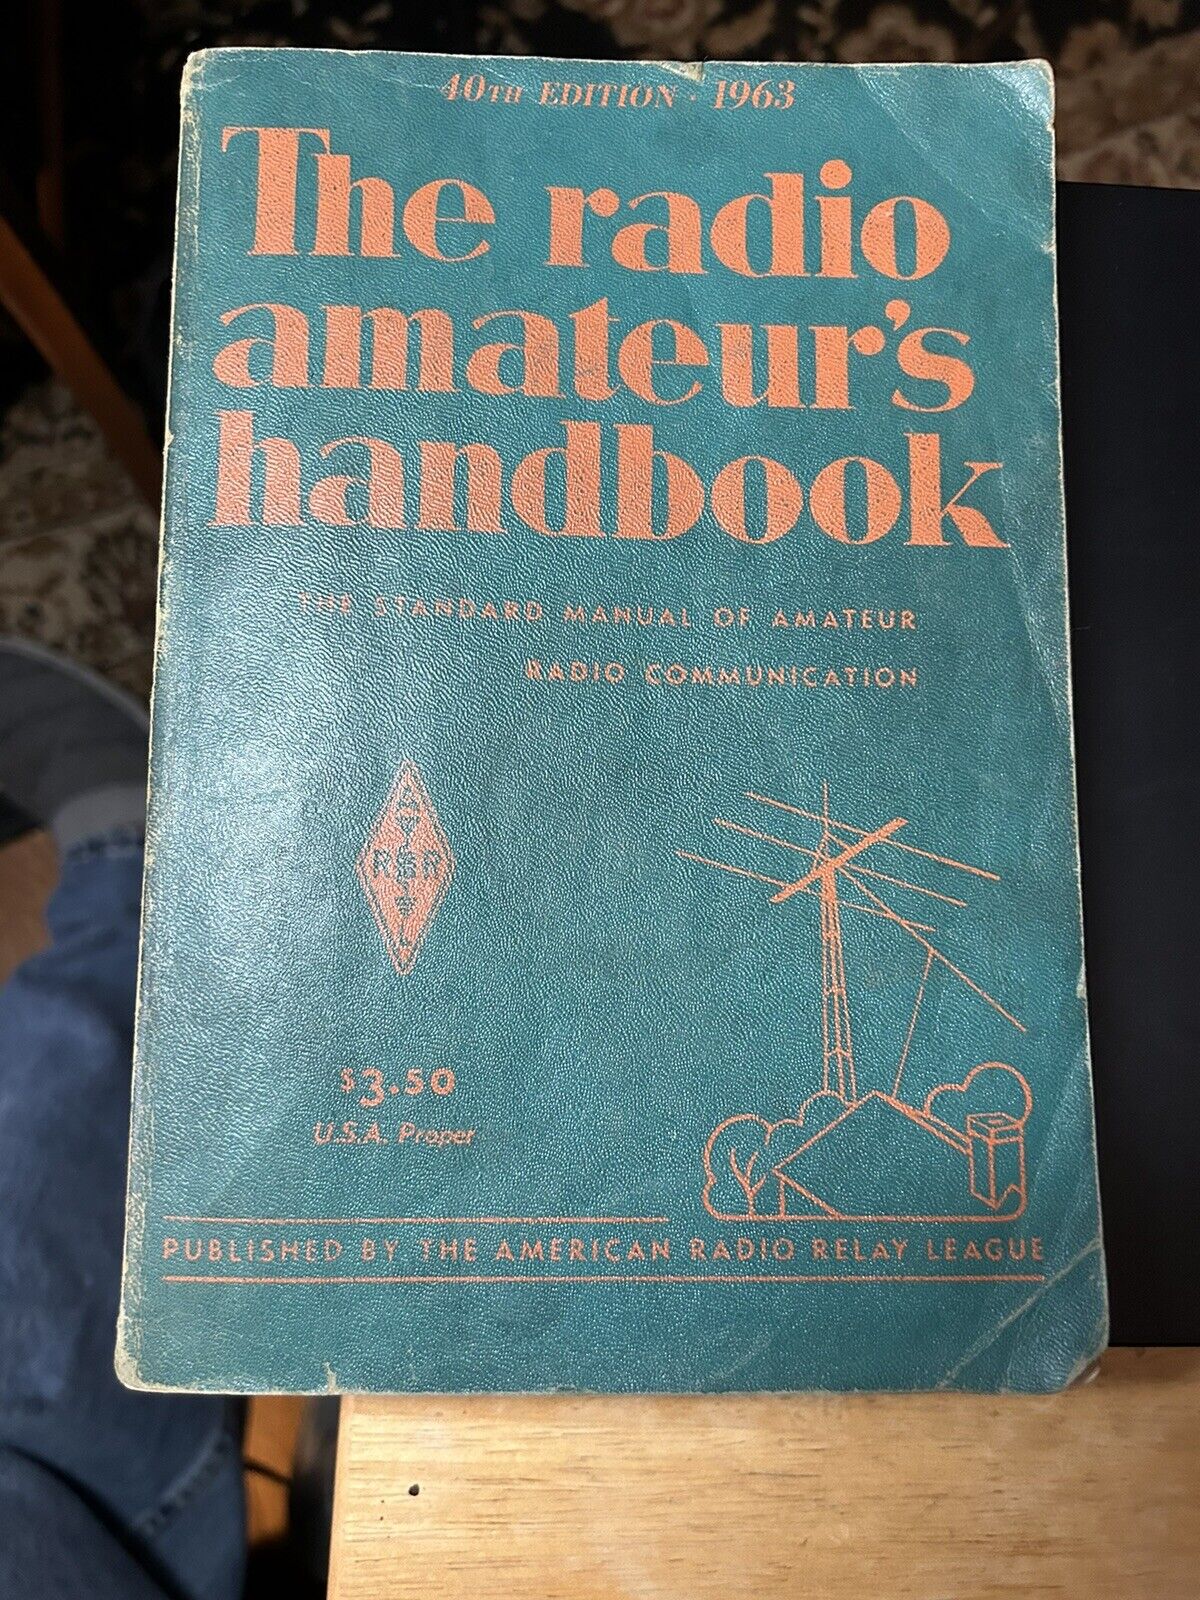 40TH EDITION · 1963
The radio
amateur's
handbook
THE STANDARD MANUAL OF AMATEUR
RADIO COMMUNICATION
A
R R
L
$3.50
U.S.A. Proper
PUBLISHED BY THE AMERICAN RADIO RELAY LEAGUE